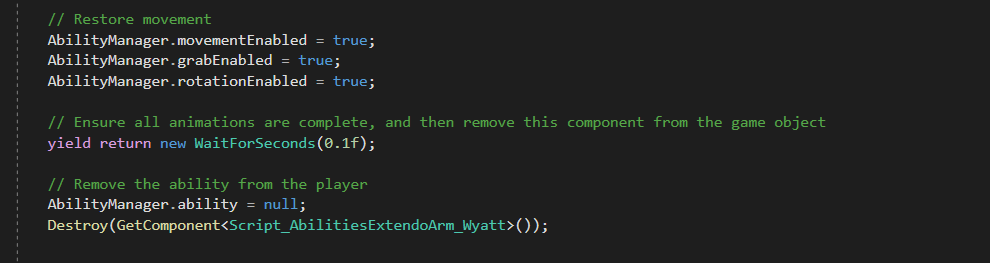 // Restore movement
AbilityManager.movementEnabled = true;
AbilityManager.grabEnabled = true;
AbilityManager.rotationEnabled = true;
// Ensure all animations are complete, and then remove this component from the game object
yield return new WaitForSeconds(0.1f);
// Remove the ability from the player
AbilityManager.ability = null;
Destroy(GetComponent<Script_AbilitiesExtendoArm_Wyatt>());